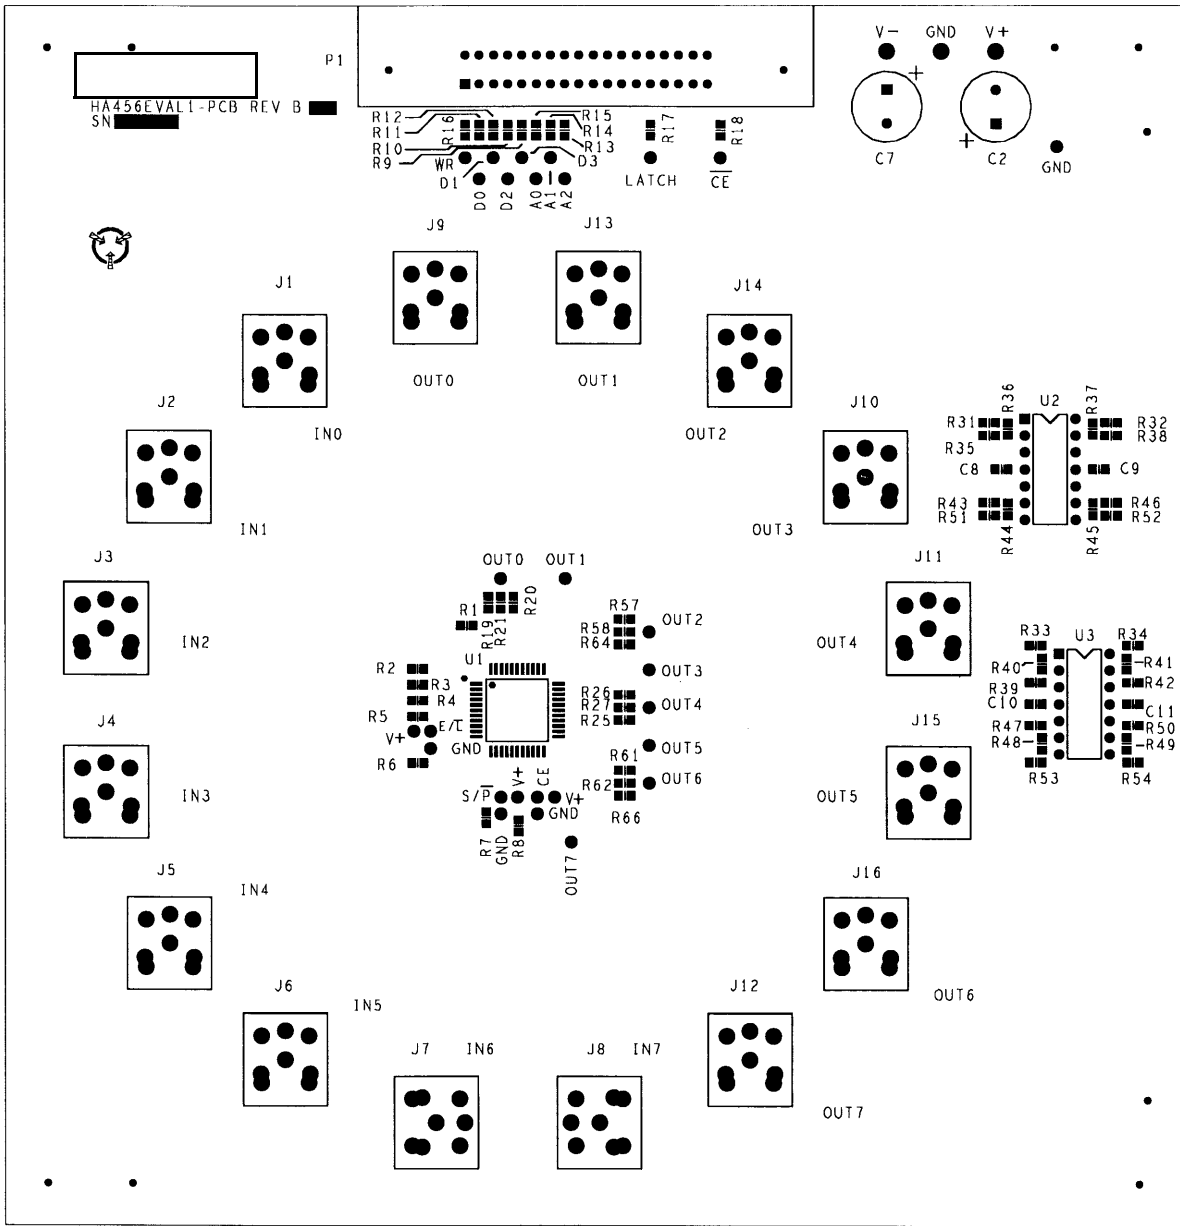 V- GND V+
P1
HA456EVAL1-PCB REV B
SN
R12 R16 R15 R17 R18
R11 R14
R10 R13
R9 WR D3
D1
C7 C2 GND
LATCH CE
D0 D2 A0 A1 A2
J9 J13
J1 J14
OUT0 OUT1
J2 J10 U2
R36 R37
R31 R32
IN0 OUT2 R38
R35
C8 C9
R43 R46
R51 R52
IN1 OUT3
R44 R45
J3 OUT0 OUT1 J11
R1 R19 R21 R20 R57
R58 OUT2
R64
IN2 OUT4
R33 U3 R34
U1
R2 OUT3 R40 R41
R3 R42
R4 R26 OUT4 R39
R27 C10 C11
R5 R25
J4 J15
E/L R47 R50
V+ GND OUT5 R48 R49
R6 R61
R62 OUT6 R53 R54
IN3 S/P V+ CE V+ OUT5
GND
R66
R7 GND R8 OUT7
J5 J16
IN4
J6 J12
IN5 OUT6
J7 IN6 J8 IN7
OUT7